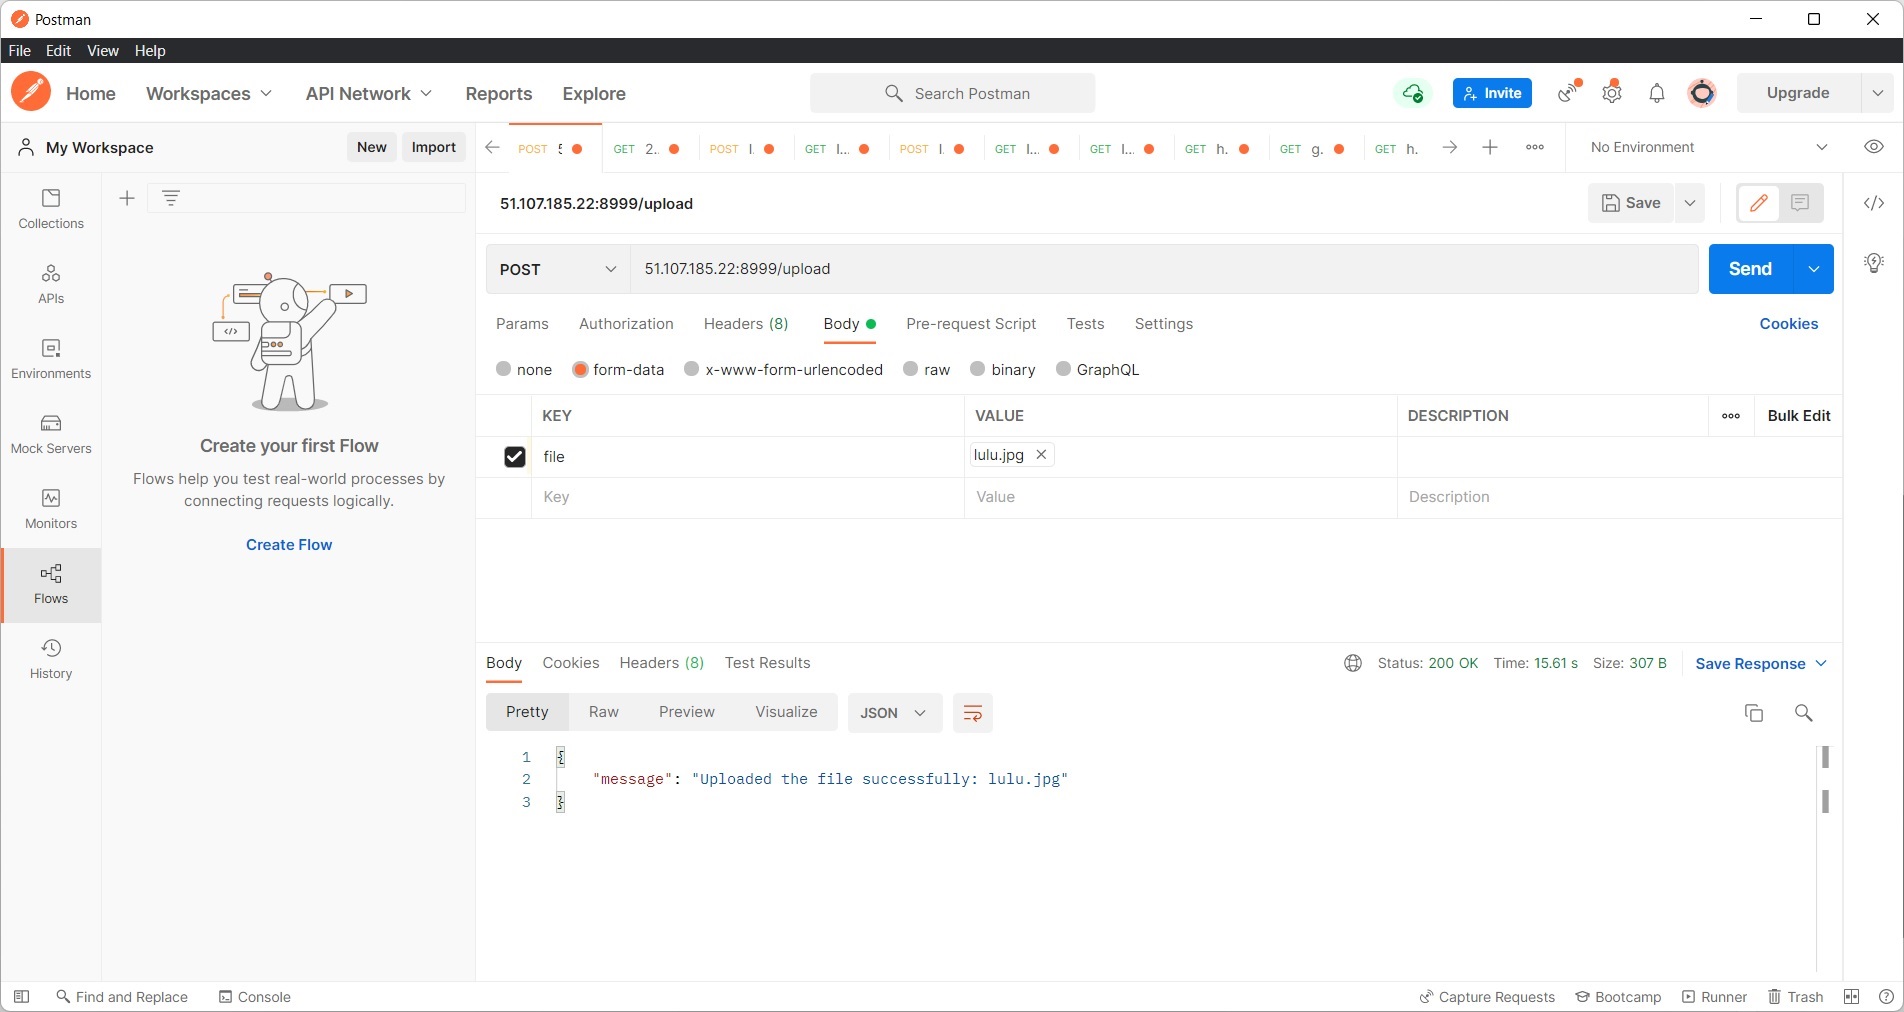 Postman
File Edit View Help
Home Workspaces API Network Reports Explore Search Postman Invite Upgrade
My Workspace New Import
POST GET 2.. POST l. GET l... POST l. GET l... GET l... GET h. GET g. GET h. No Environment
51.107.185.22:8999/upload Save
POST 51.107.185.22:8999/upload Send
Params Authorization Headers (8) Body Pre-request Script Tests Settings Cookies
none form-data x-www-form-urlencoded raw binary GraphQL
KEY VALUE DESCRIPTION Bulk Edit
file lulu.jpg
Key Value Description
Collections
APIs
Environments
Mock Servers
Monitors
Flows
History
</>
Create your first Flow
Flows help you test real-world processes by
connecting requests logically.
Create Flow
Body Cookies Headers (8) Test Results Status: 200 OK Time: 15.61 s Size: 307 B Save Response
Pretty Raw Preview Visualize JSON
1 {
2 "message": "Uploaded the file successfully: lulu.jpg"
3 }
Find and Replace Console Capture Requests Bootcamp Runner Trash